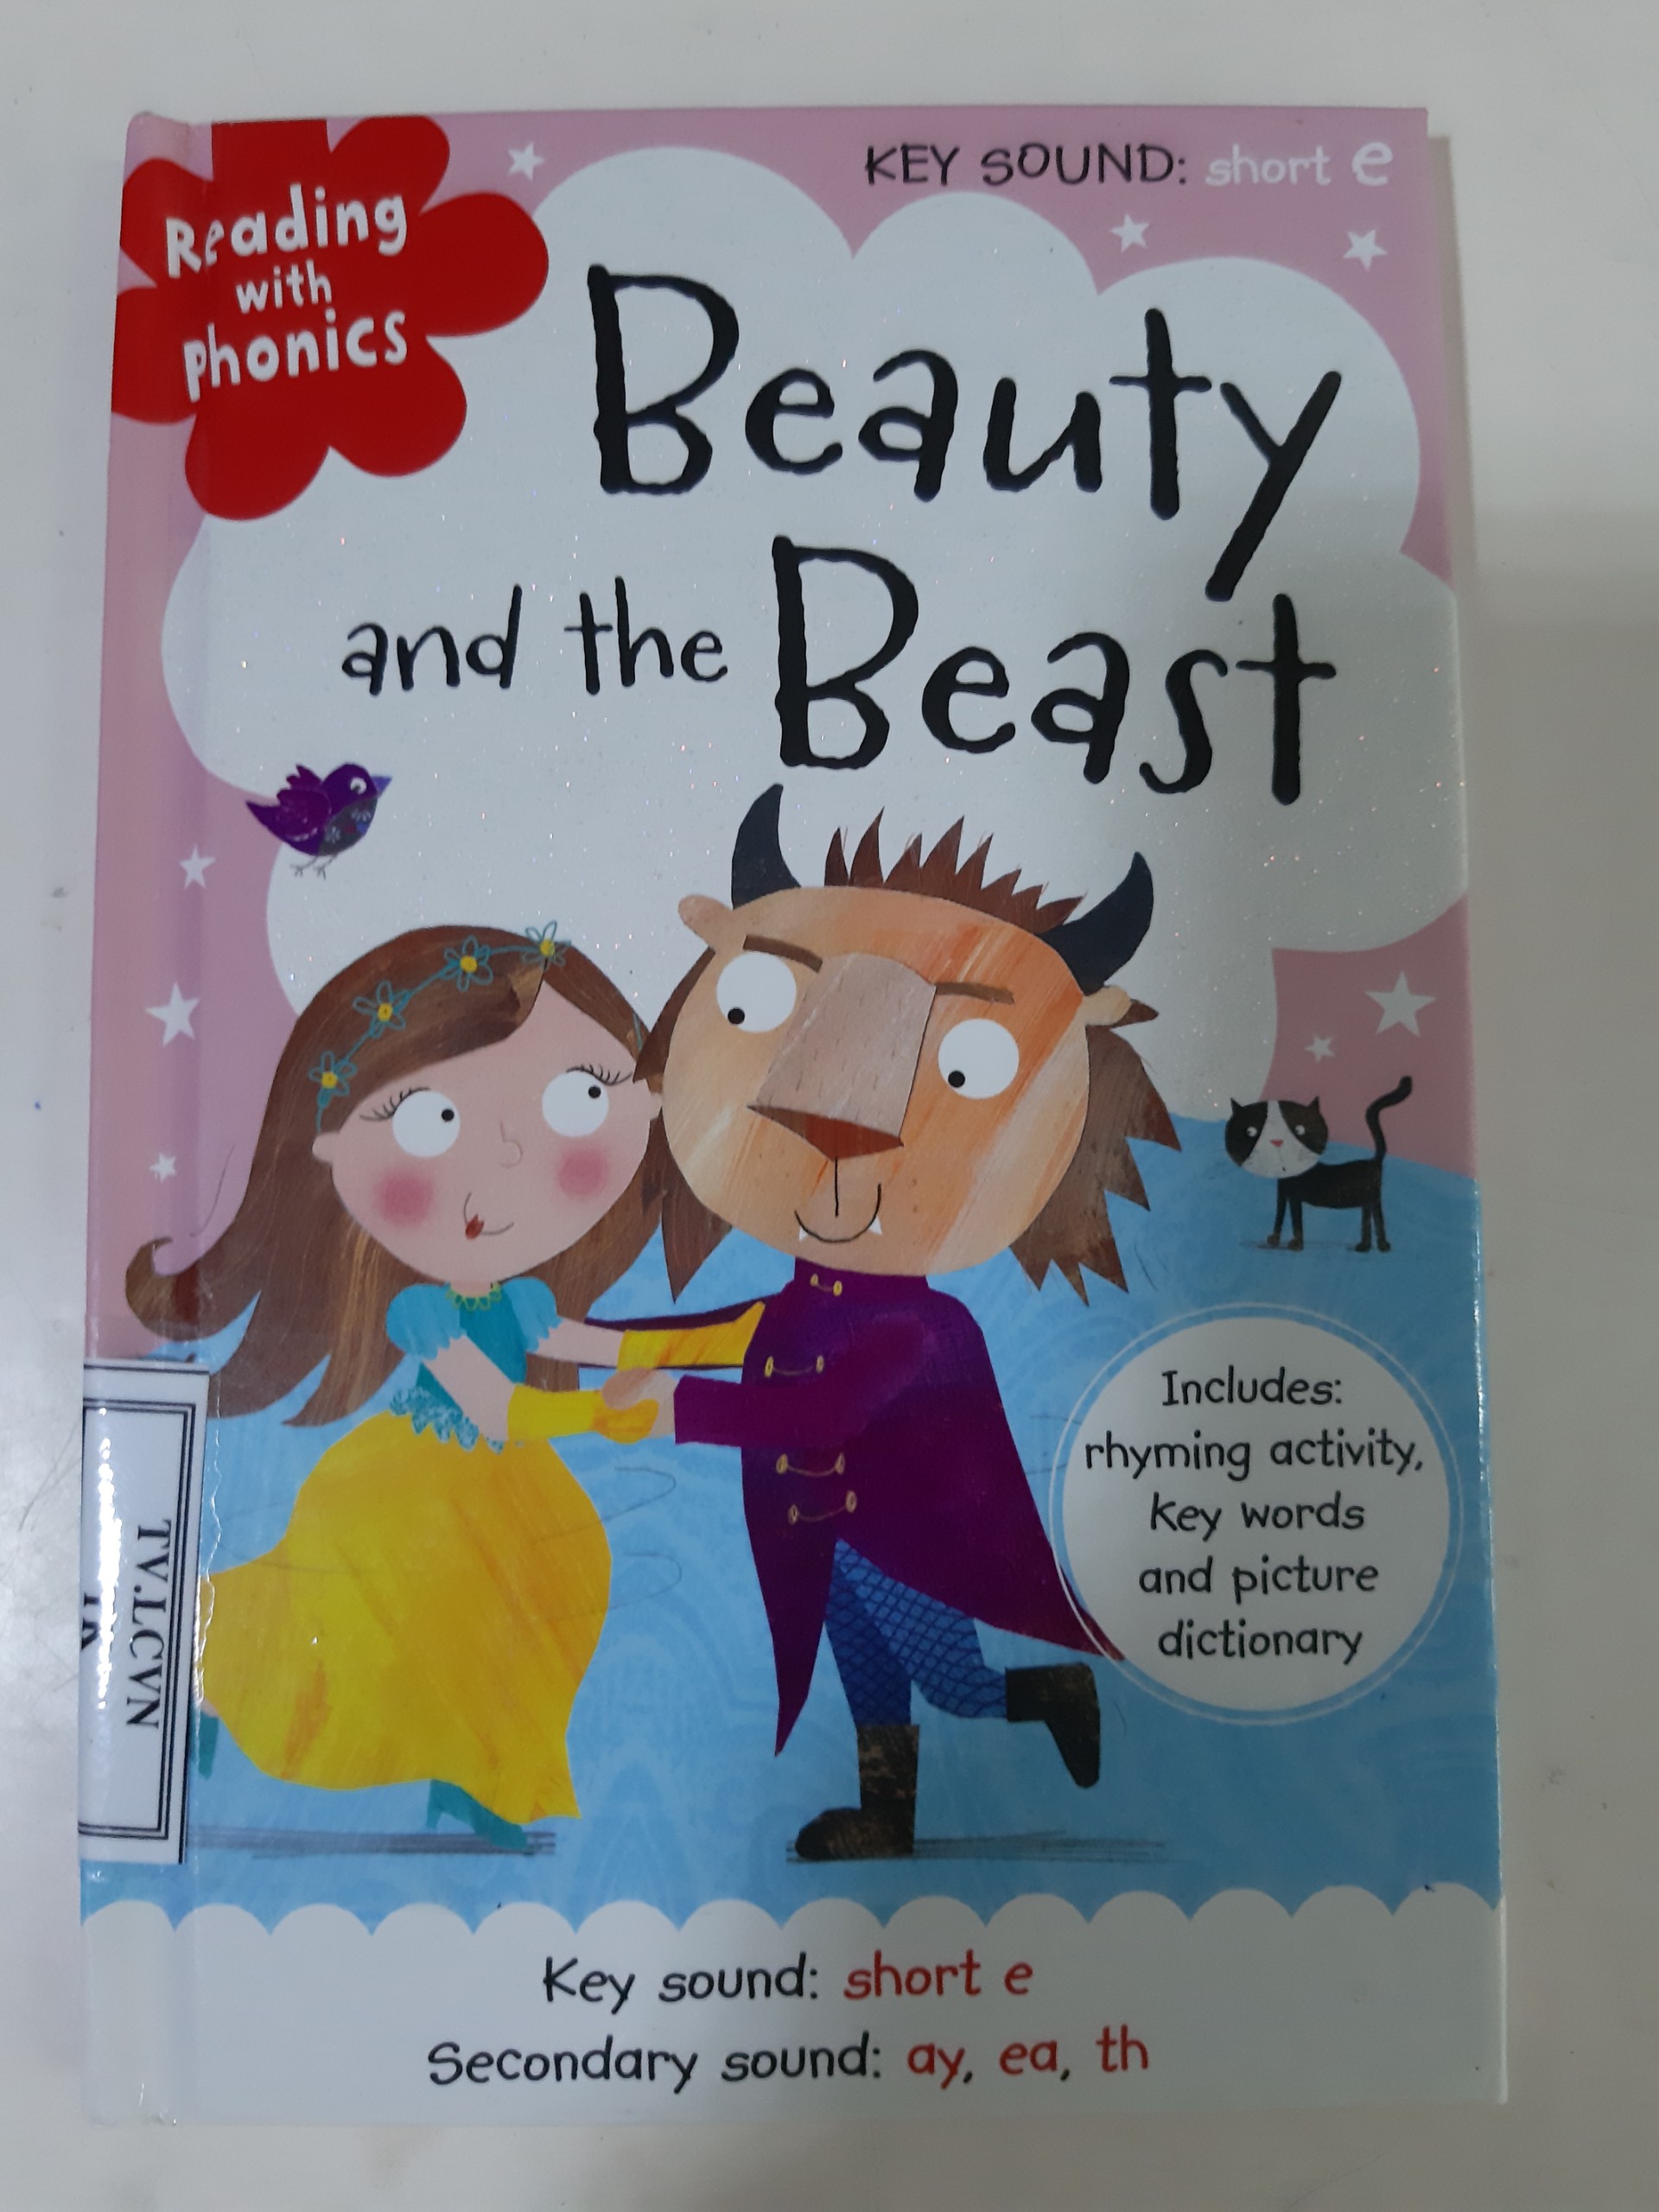 Reading
with
phonics
KEY SOUND: short e
Beauty
and the Beast
Includes:
rhyming activity,
key words
and picture
dictionary
TV.LCVN
Key sound: short e
Secondary sound: ay, ea, th